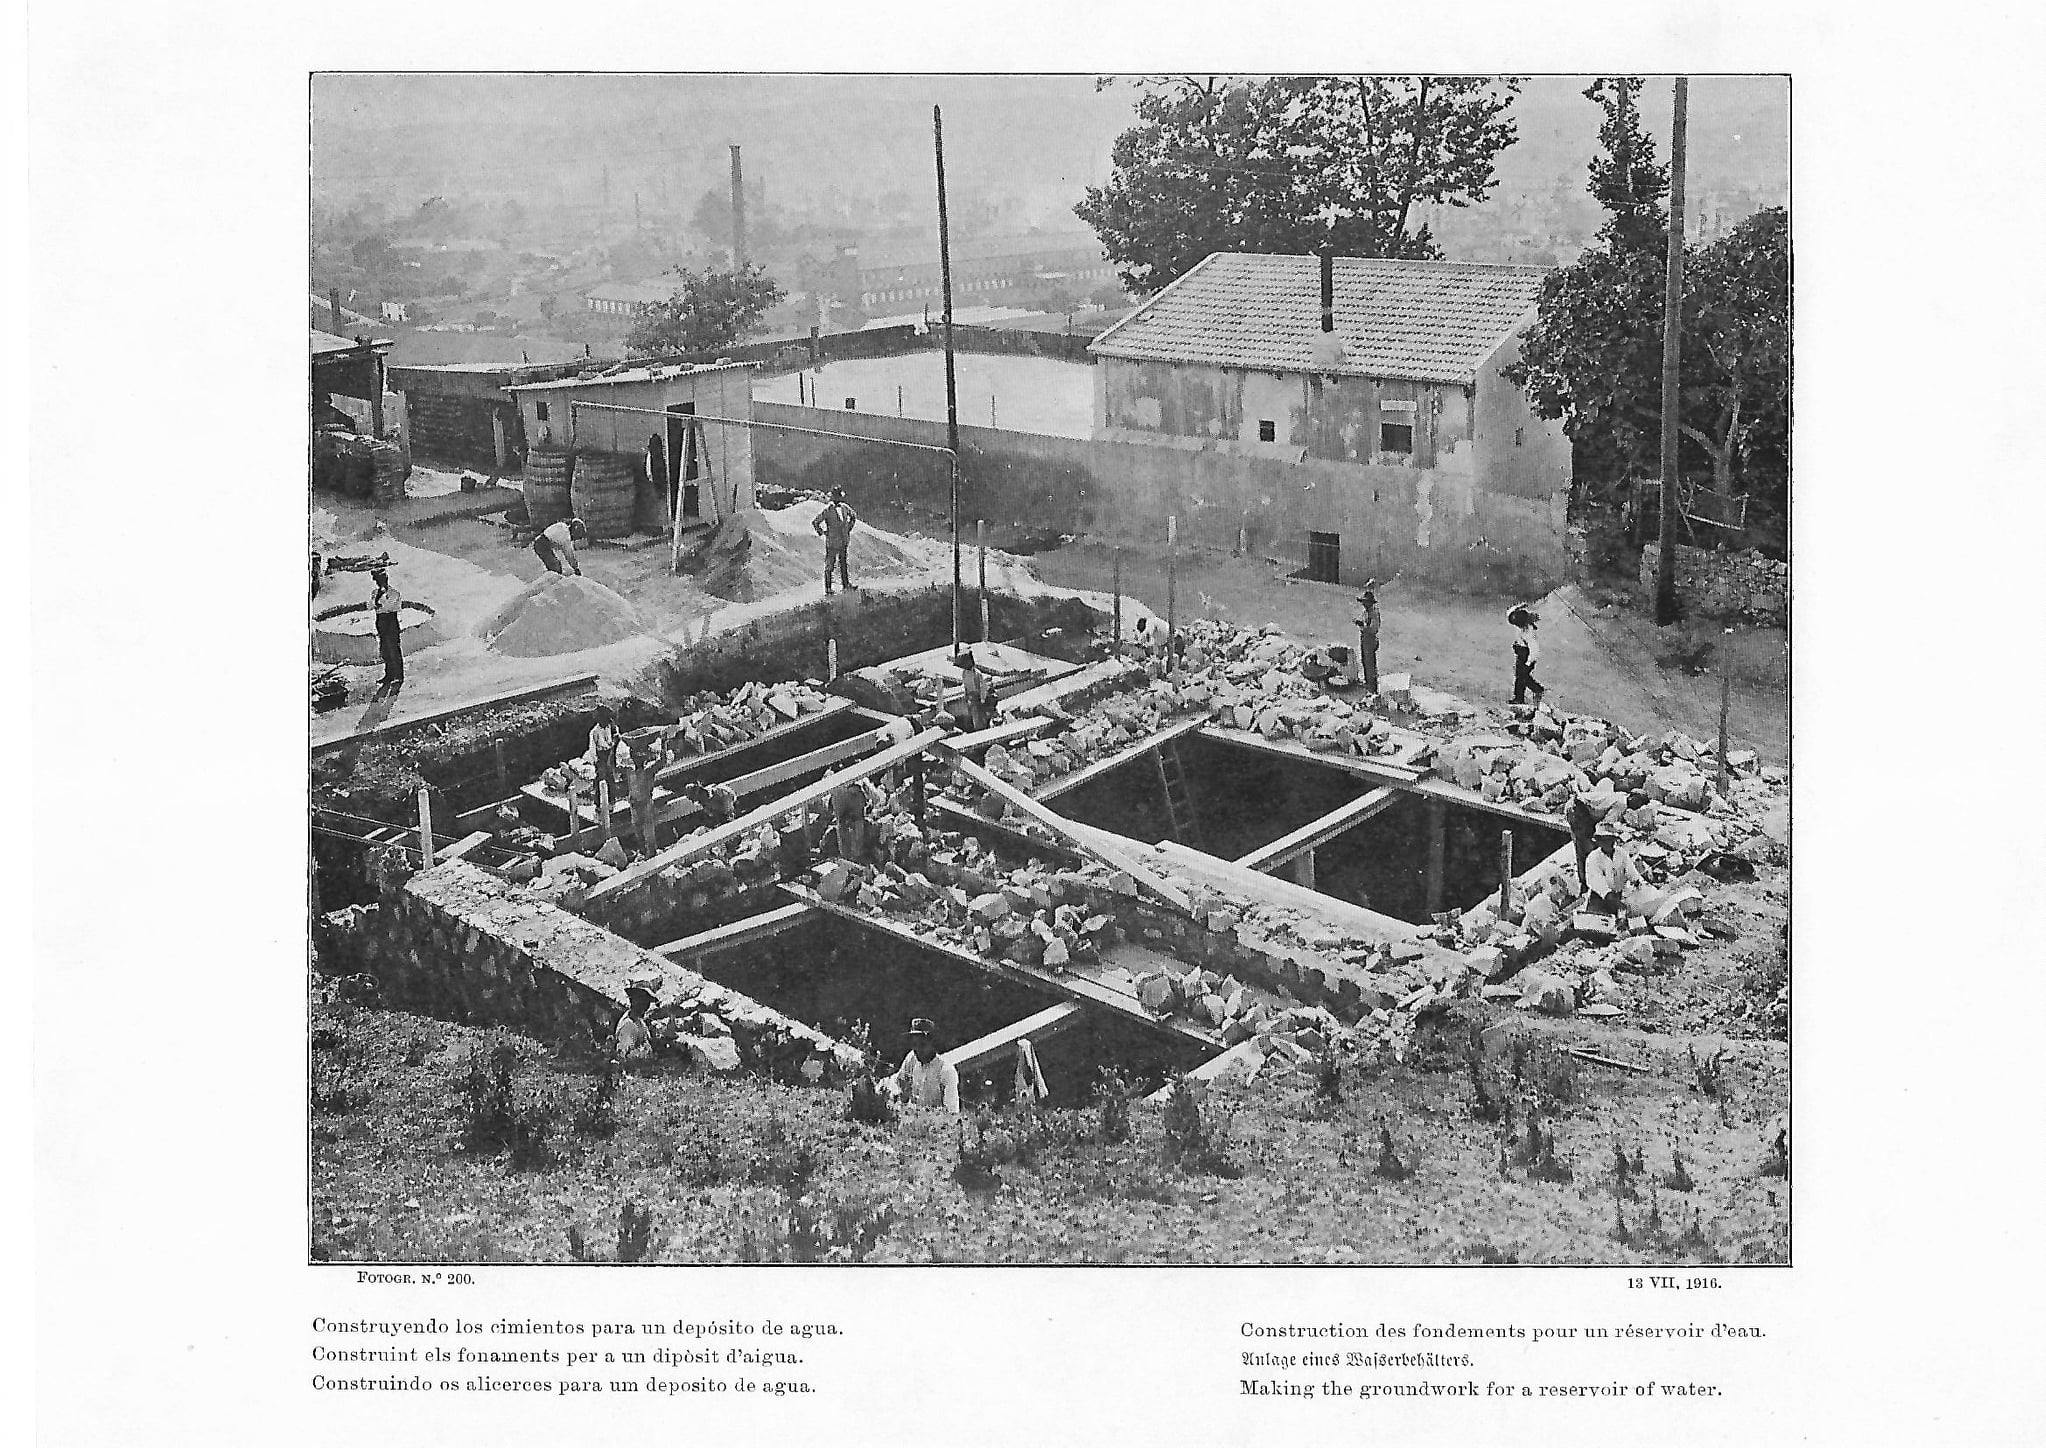 FOTOGR. N.º 200.
13 VII, 1916.
Construyendo los cimientos para un depósito de agua.
Construint els fonaments per a un dipòsit d'aigua.
Construindo os alicerces para um deposito de agua.
Construction des fondements pour un réservoir d'eau.
Anlage eines Waſserbehälters.
Making the groundwork for a reservoir of water.